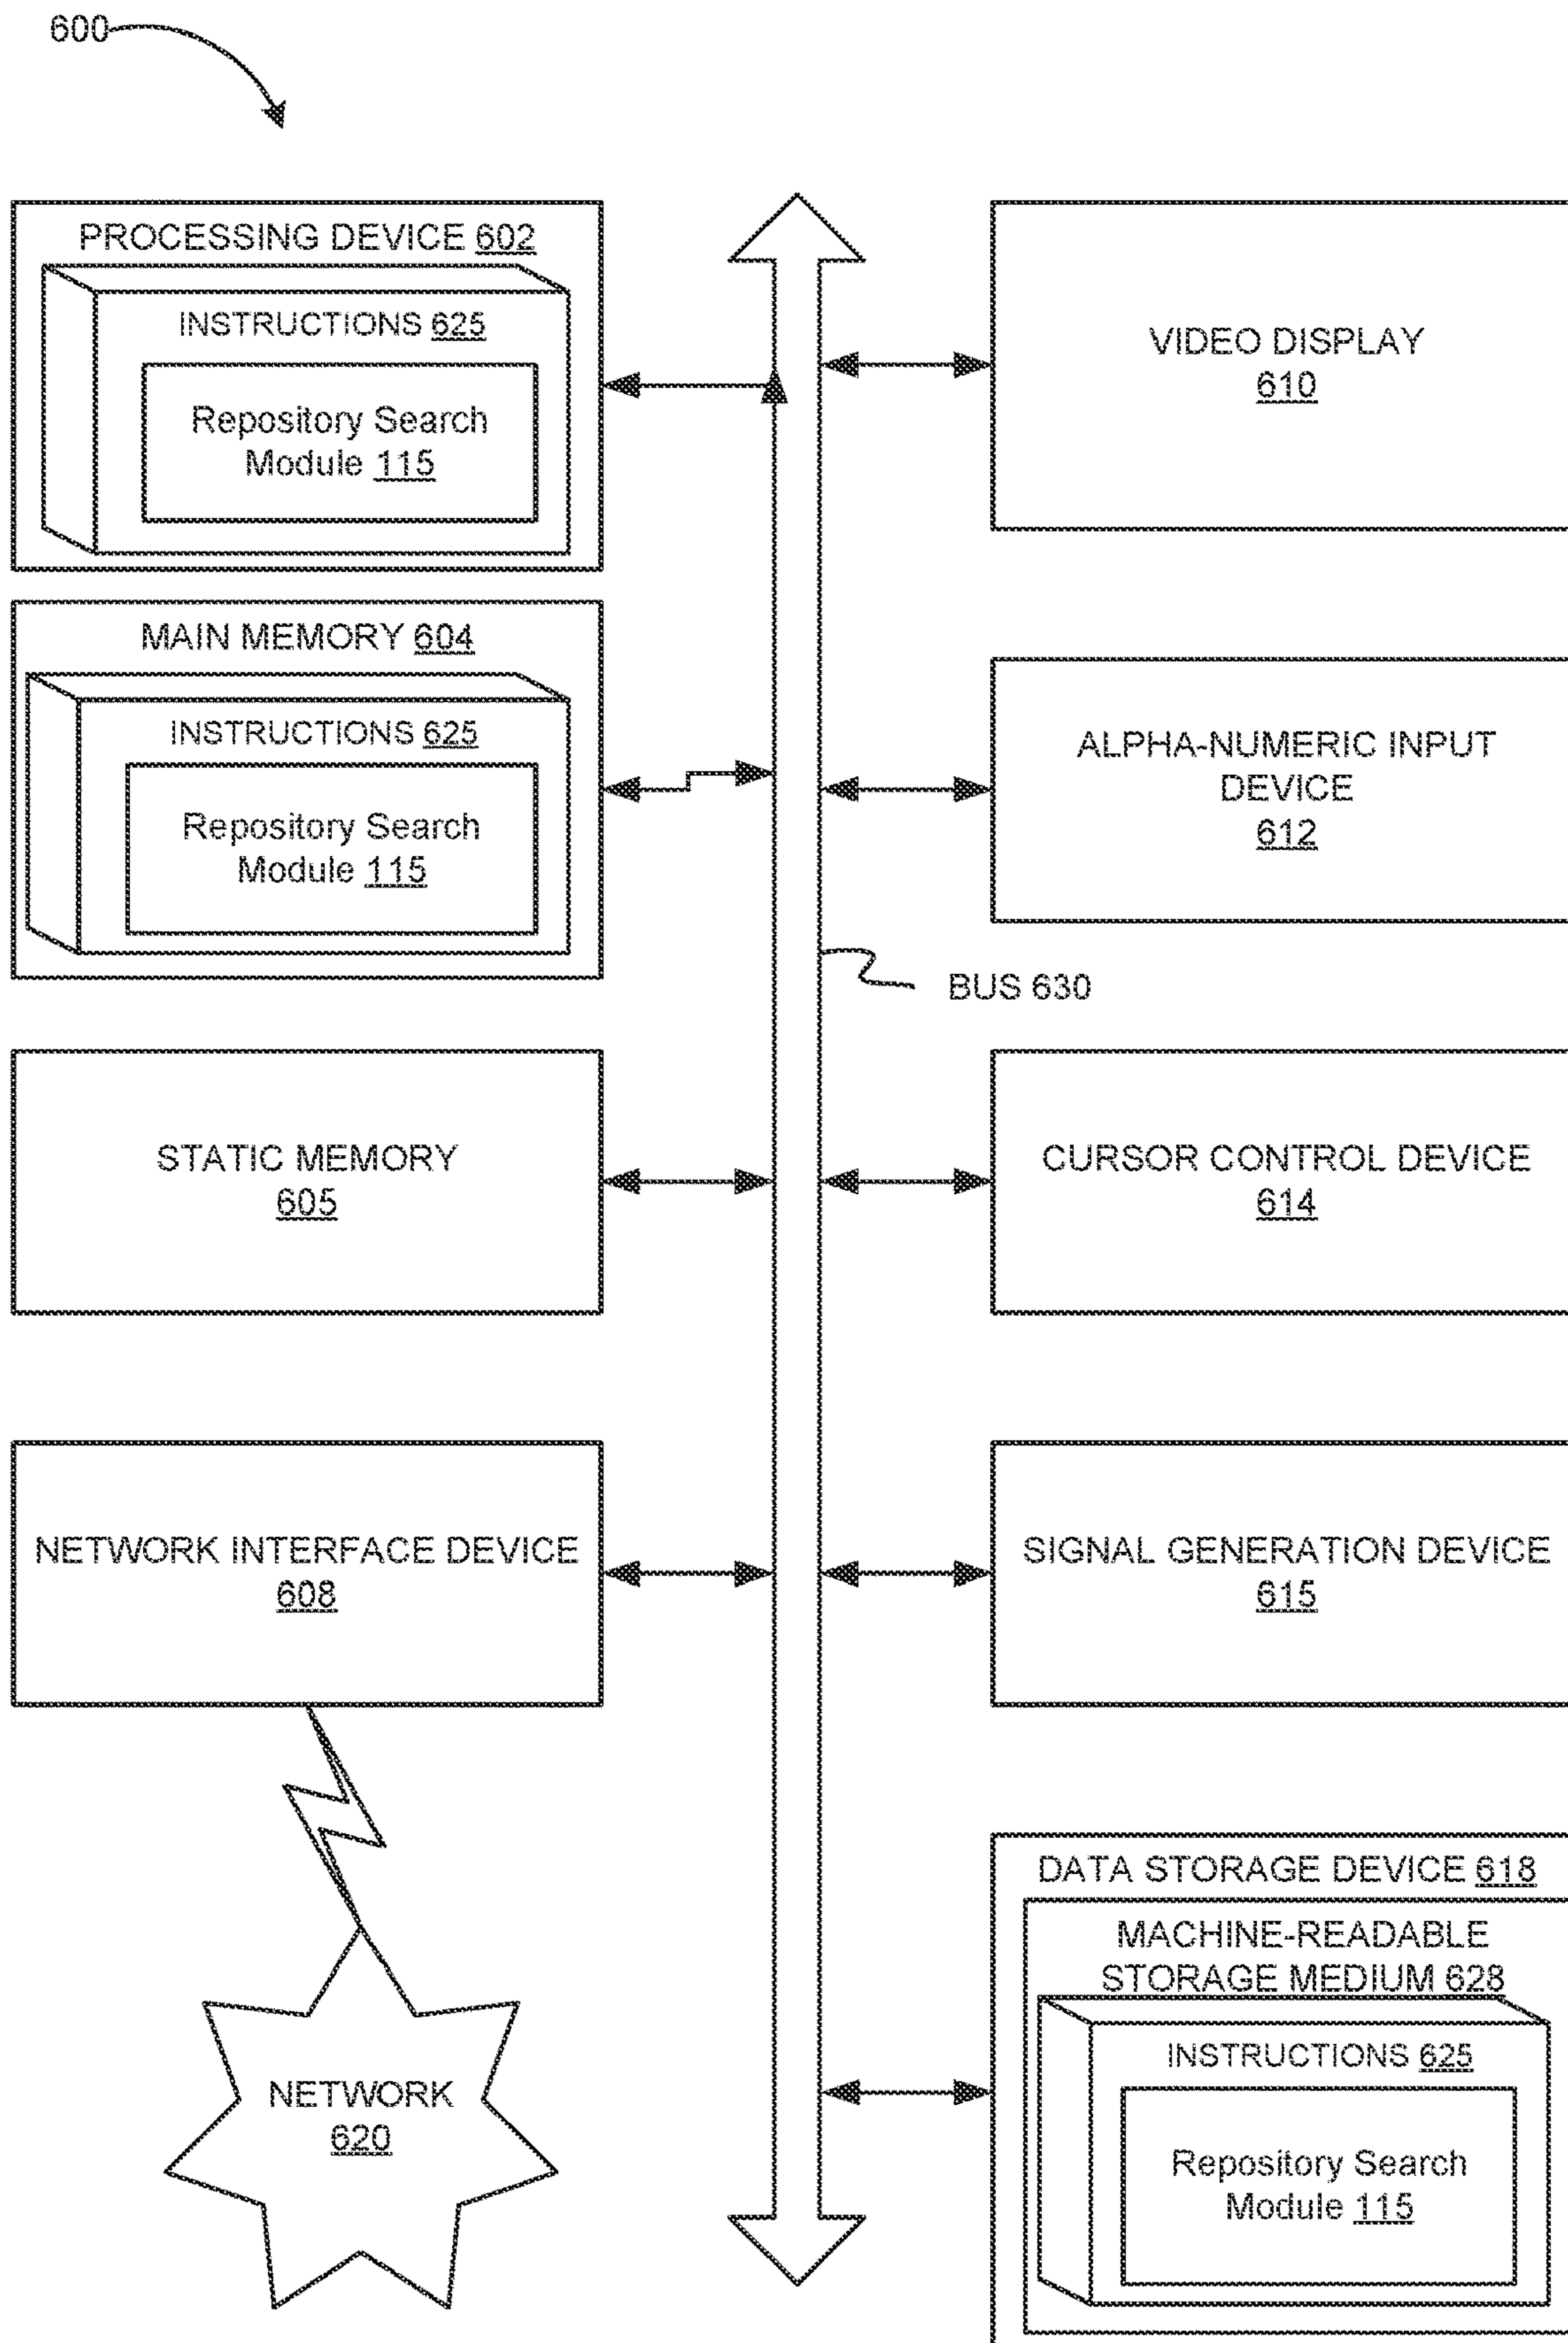 600
PROCESSING DEVICE 602
INSTRUCTIONS 625
Repository Search
Module 115
MAIN MEMORY 604
INSTRUCTIONS 625
Repository Search
Module 115
STATIC MEMORY
605
NETWORK INTERFACE DEVICE
608
NETWORK
620
BUS 630
VIDEO DISPLAY
610
ALPHA-NUMERIC INPUT
DEVICE
612
CURSOR CONTROL DEVICE
614
SIGNAL GENERATION DEVICE
615
DATA STORAGE DEVICE 618
MACHINE-READABLE
STORAGE MEDIUM 628
INSTRUCTIONS 625
Repository Search
Module 115